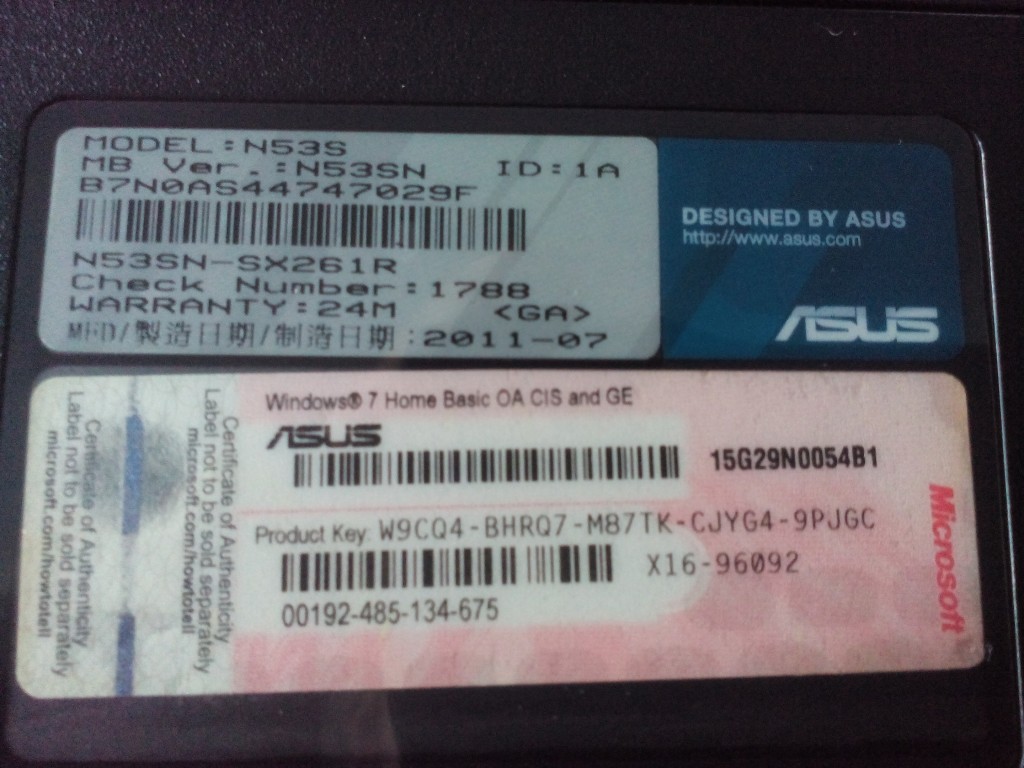 MODEL:N53S
MB Ver.:N53SN ID:1A
B7N0AS44747029F
N53SN-SX261R
Check Number:1788
WARRANTY:24M <GA>
MFD/製造日期/制造日期:2011-07
DESIGNED BY ASUS
http://www.asus.com
ASUS
Certificate of Authenticity
Label not to be sold separately
microsoft.com/howtotell
Certificate of Authenticity
Label not to be sold separately
microsoft.com/howtotell
Windows® 7 Home Basic OA CIS and GE
ASUS
15G29N0054B1
Product Key: W9CQ4-BHRQ7-M87TK-CJYG4-9PJGC
X16-96092
00192-485-134-675
Microsoft